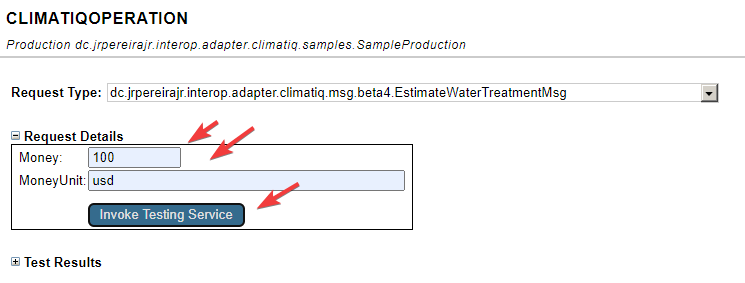 CLIMATIQOPERATION
Production dc.jrpereirajr.interop.adapter.climatiq.samples.SampleProduction
Request Type: dc.jrpereirajr.interop.adapter.climatiq.msg.beta4.EstimateWaterTreatmentMsg
Request Details
Money: 100
MoneyUnit: usd
Invoke Testing Service
Test Results